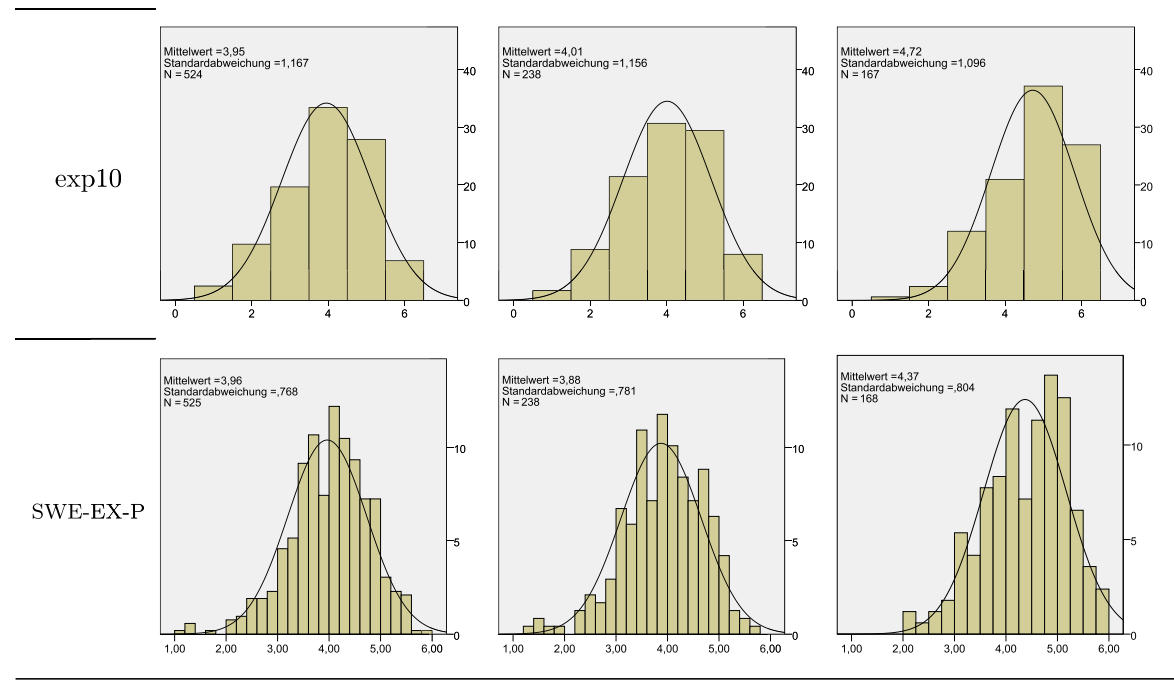 exp10
Mittelwert =3,95
Standardabweichung =1,167
N = 524
40
30
20
10
0
0 2 4 6
Mittelwert =4,01
Standardabweichung =1,156
N = 238
40
30
20
10
0
0 2 4 6
Mittelwert =4,72
Standardabweichung =1,096
N = 167
40
30
20
10
0
0 2 4 6
SWE-EX-P
Mittelwert =3,96
Standardabweichung =,768
N = 525
10
5
0
1,00 2,00 3,00 4,00 5,00 6,00
Mittelwert =3,88
Standardabweichung =,781
N = 238
10
5
0
1,00 2,00 3,00 4,00 5,00 6,00
Mittelwert =4,37
Standardabweichung =,804
N = 168
10
5
0
1,00 2,00 3,00 4,00 5,00 6,00